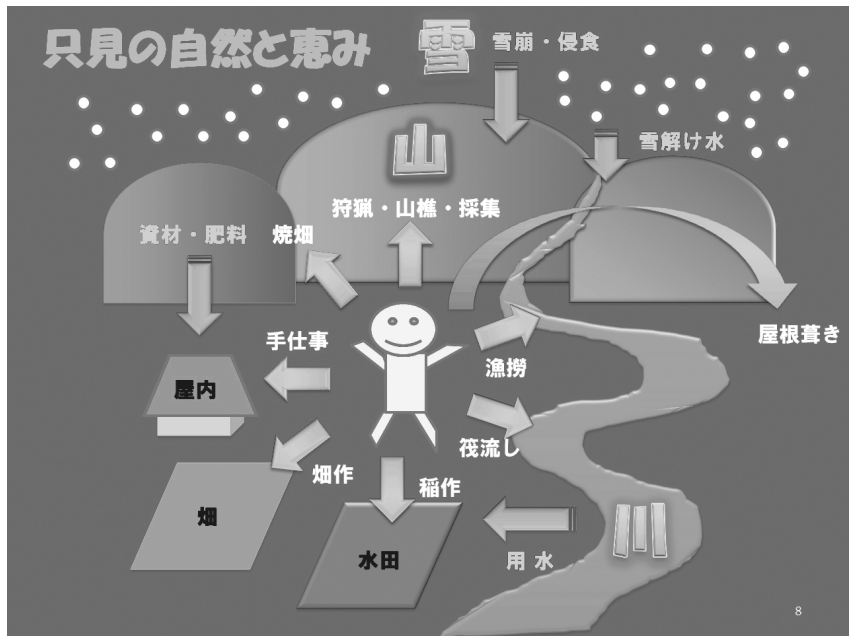 只見の自然と恵み
雪
雪崩・侵食
山
雪解け水
狩猟・山樵・採集
資材・肥料
焼畑
屋根葺き
手仕事
漁撈
屋内
筏流し
畑作
稲作
畑
川
水田
用水
8